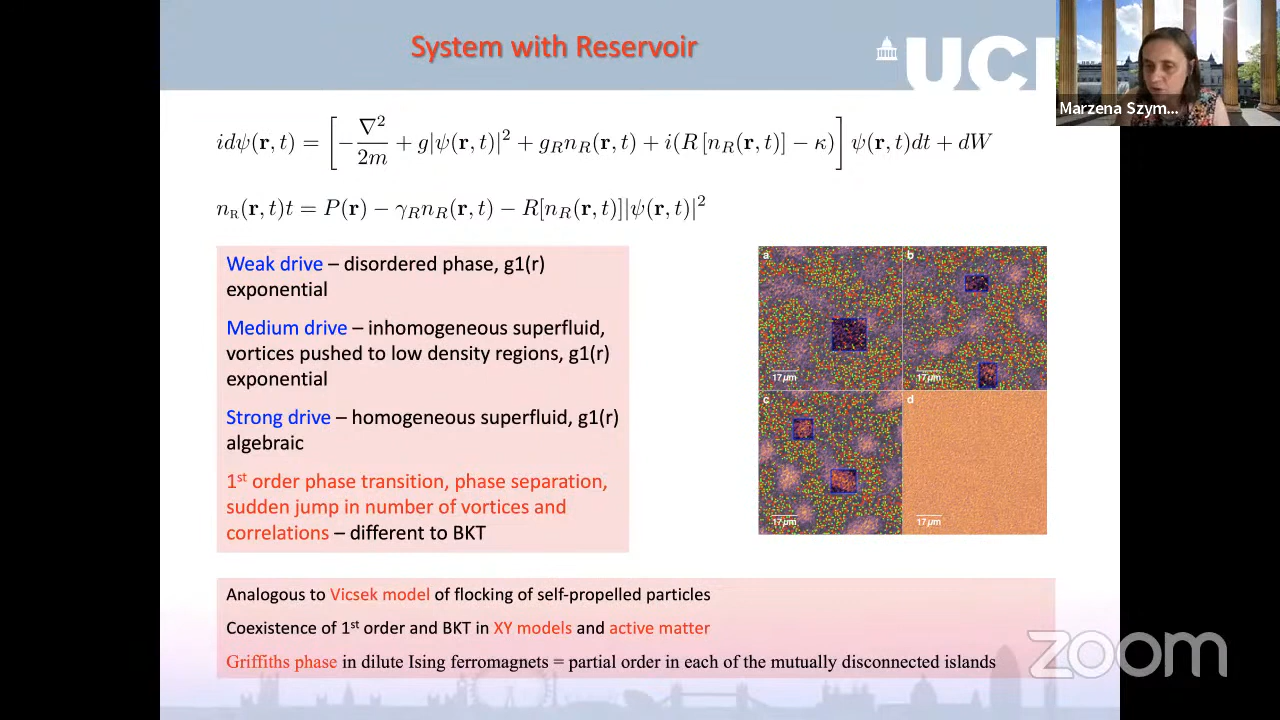 System with Reservoir
UCL
Marzena Szym...
idψ(r, t) = [ −∇²/2m + g|ψ(r, t)|² + g_R n_R(r, t) + i(R [n_R(r, t)] − κ) ] ψ(r, t)dt + dW
n_R(r, t)t = P(r) − γ_R n_R(r, t) − R[n_R(r, t)]|ψ(r, t)|²
Weak drive – disordered phase, g1(r)
exponential
Medium drive – inhomogeneous superfluid,
vortices pushed to low density regions, g1(r)
exponential
Strong drive – homogeneous superfluid, g1(r)
algebraic
1st order phase transition, phase separation,
sudden jump in number of vortices and
correlations – different to BKT
a
b
17 μm
17 μm
c
d
17 μm
17 μm
Analogous to Vicsek model of flocking of self-propelled particles
Coexistence of 1st order and BKT in XY models and active matter
Griffiths phase in dilute Ising ferromagnets = partial order in each of the mutually disconnected islands
zoom